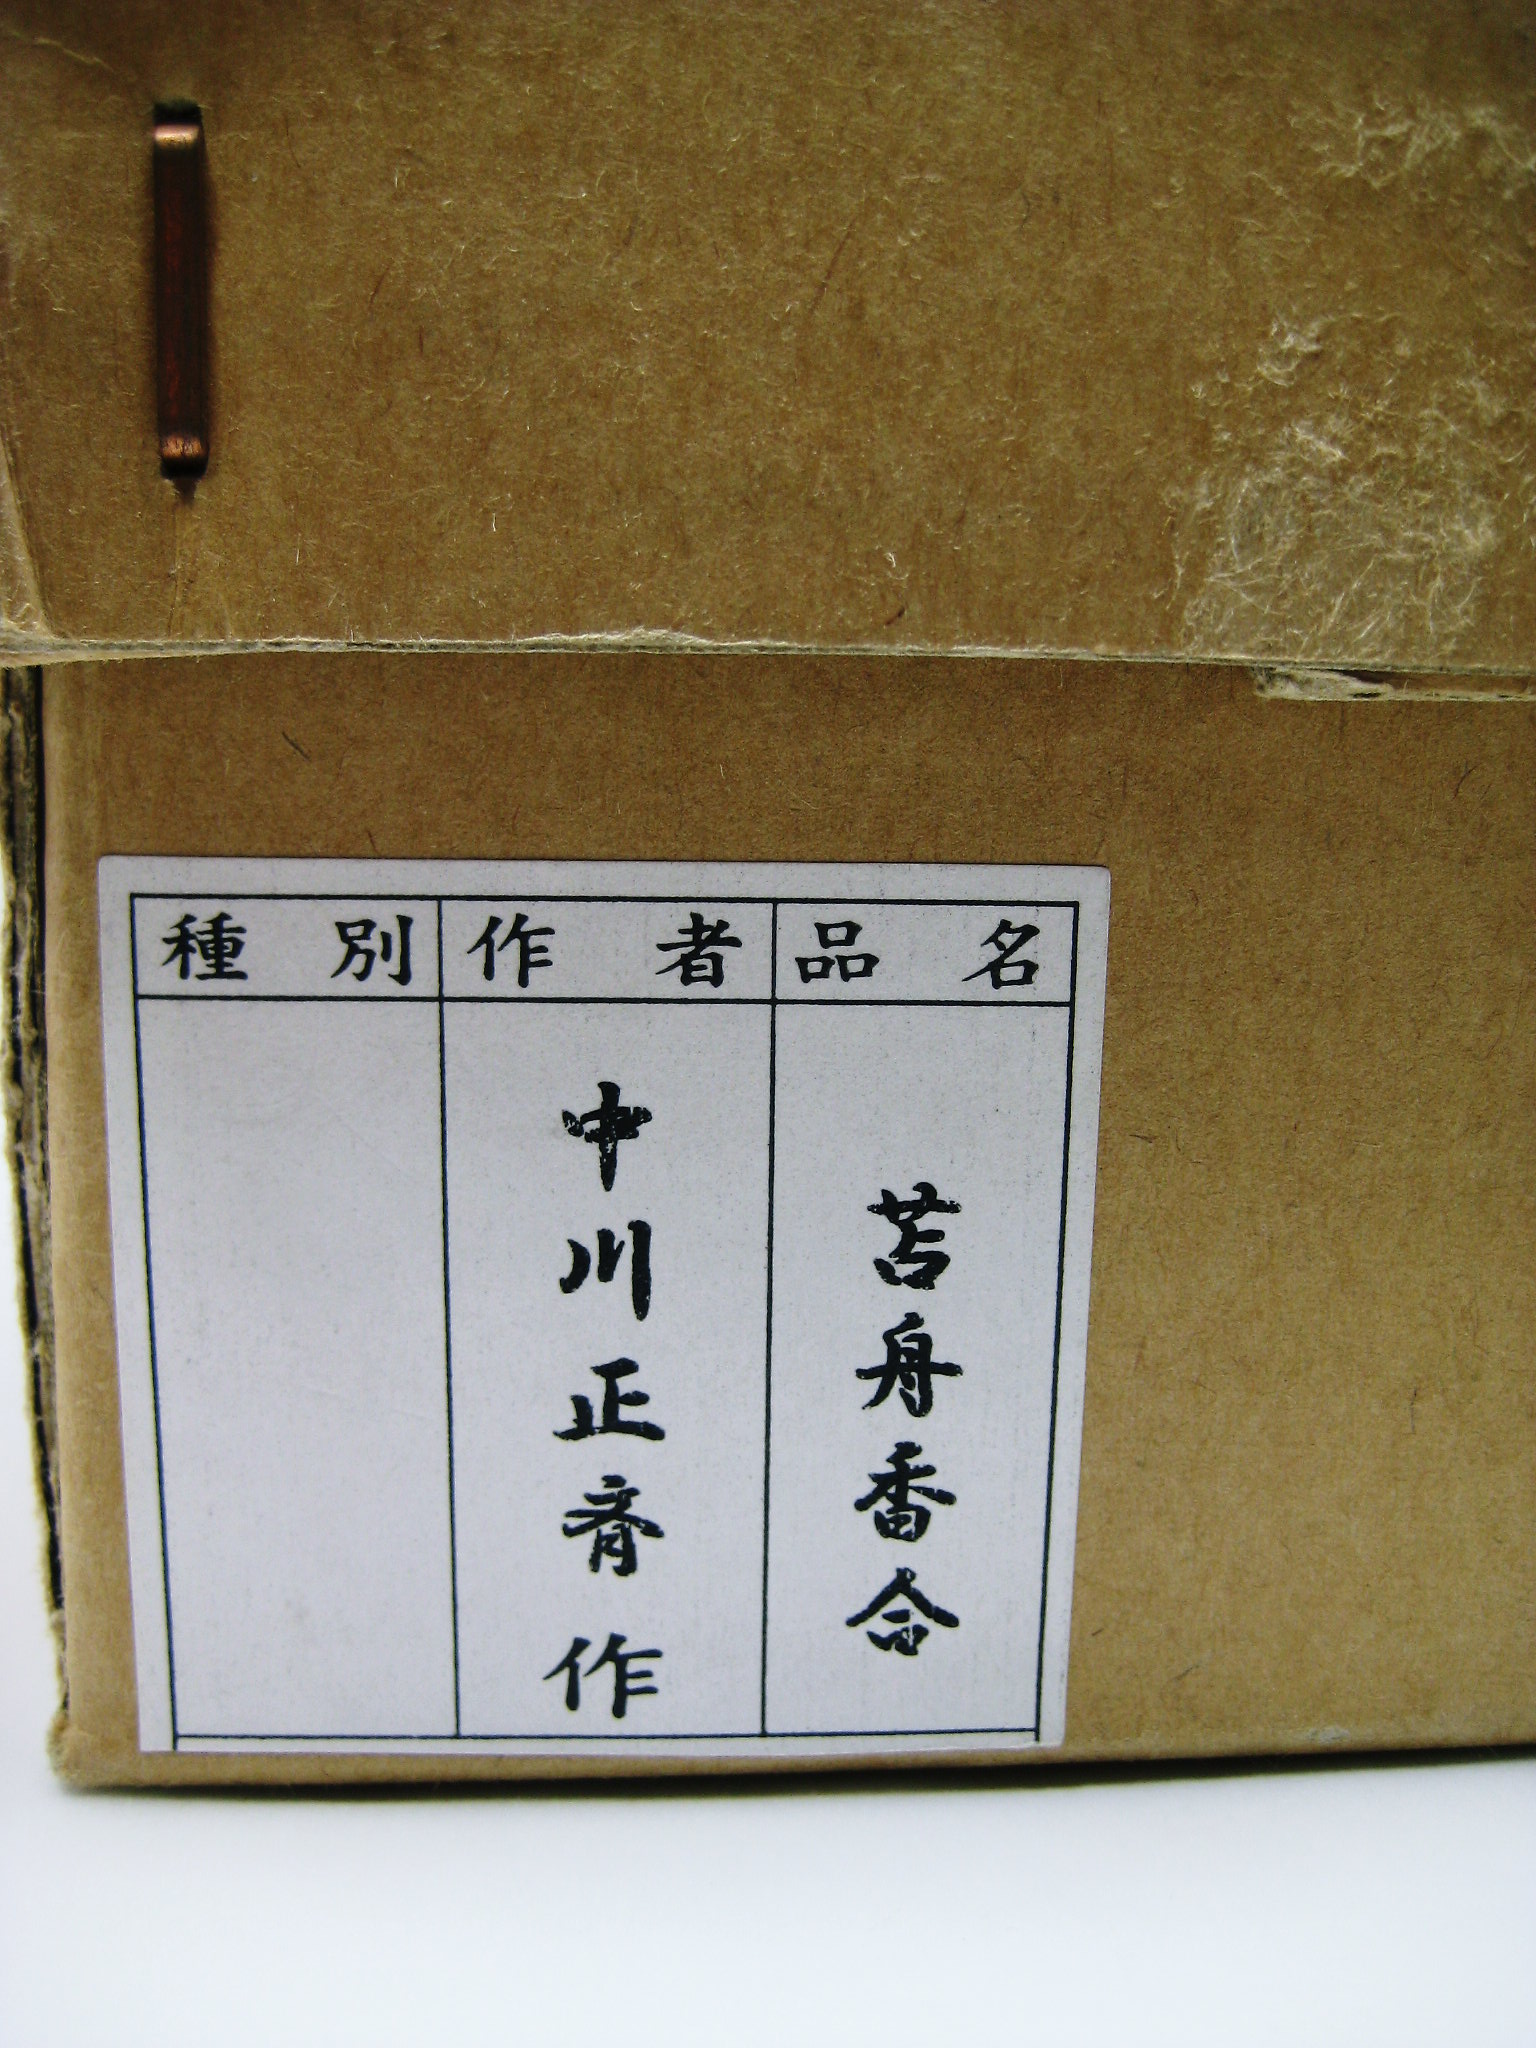 品名
苫舟香合
作者
中川正斉作
種別